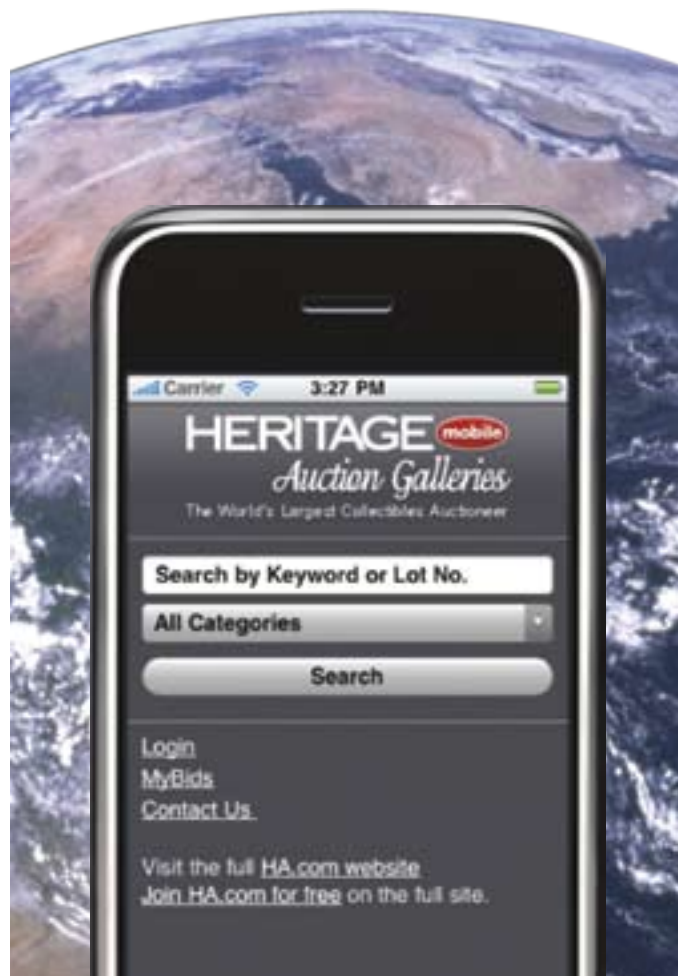 Carrier 3:27 PM
HERITAGE mobile
Auction Galleries
The World's Largest Collectibles Auctioneer
Search by Keyword or Lot No.
All Categories
Search
Login
MyBids
Contact Us
Visit the full HA.com website
Join HA.com for free on the full site.